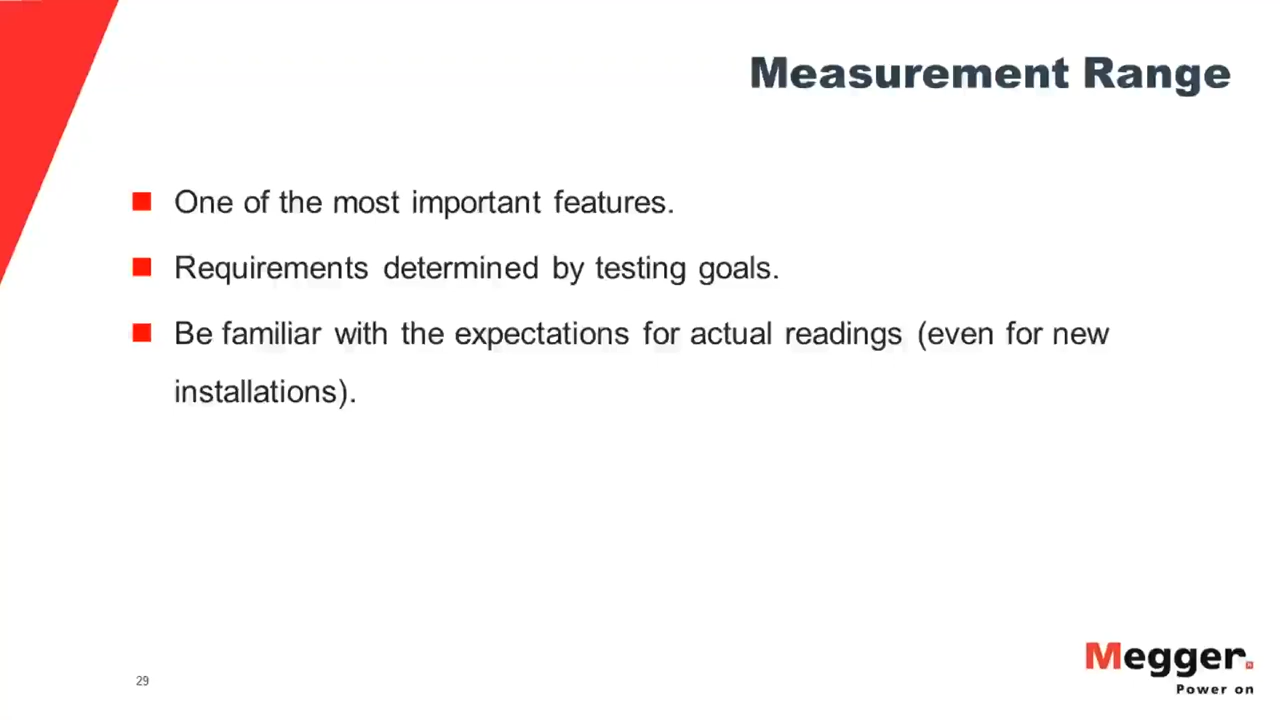 Measurement Range
One of the most important features.
Requirements determined by testing goals.
Be familiar with the expectations for actual readings (even for new
installations).
29
Megger
Power on